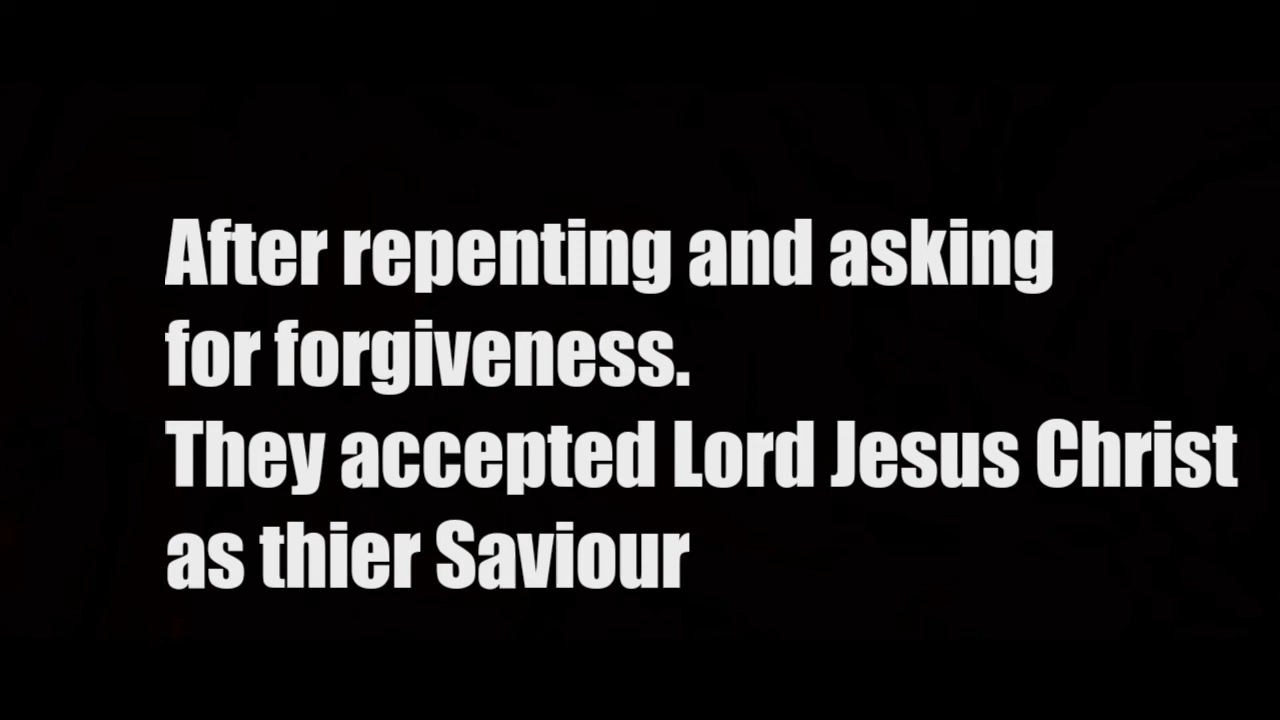 After repenting and asking
for forgiveness.
They accepted Lord Jesus Christ
as thier Saviour